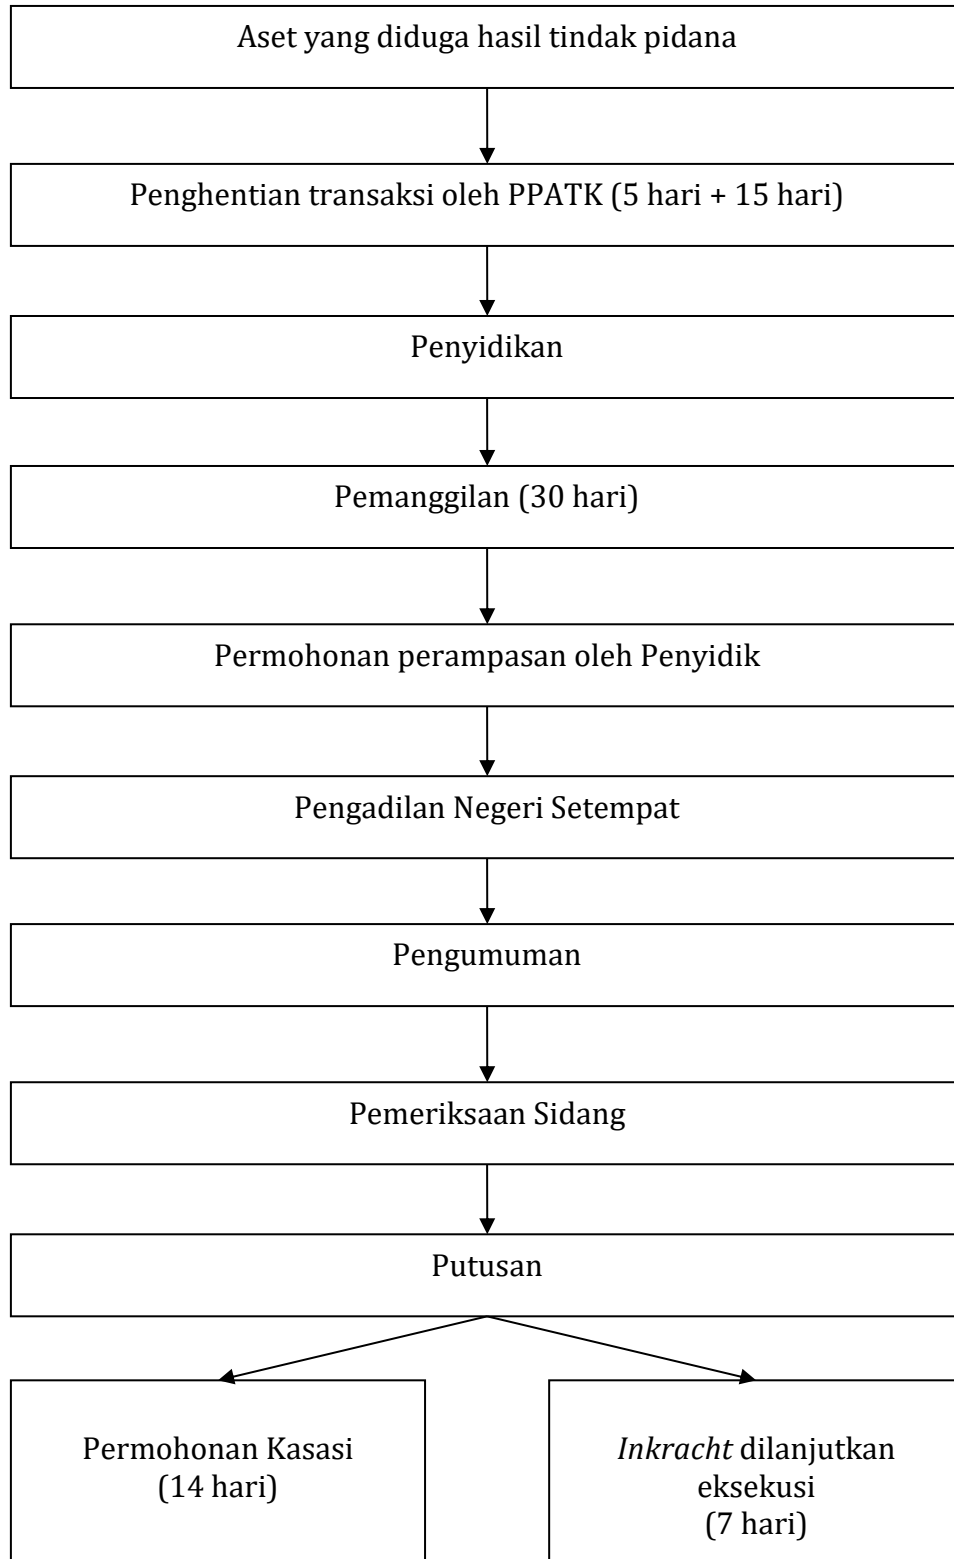 Aset yang diduga hasil tindak pidana
Penghentian transaksi oleh PPATK (5 hari + 15 hari)
Penyidikan
Pemanggilan (30 hari)
Permohonan perampasan oleh Penyidik
Pengadilan Negeri Setempat
Pengumuman
Pemeriksaan Sidang
Putusan
Permohonan Kasasi
(14 hari)
Inkracht dilanjutkan
eksekusi
(7 hari)